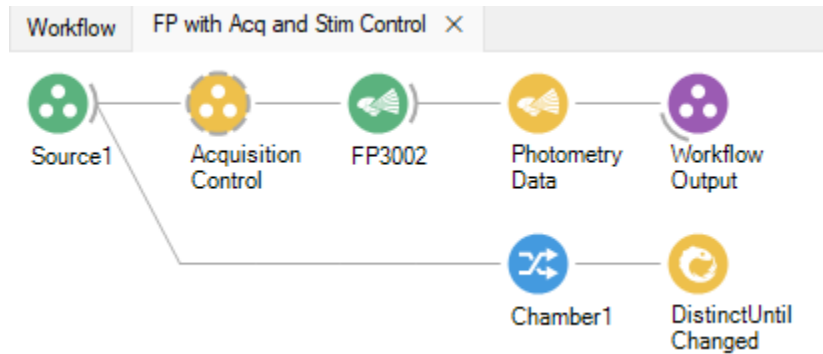 Workflow
FP with Acq and Stim Control
Source1
Acquisition
Control
FP3002
Photometry
Data
Workflow
Output
Chamber1
DistinctUntil
Changed